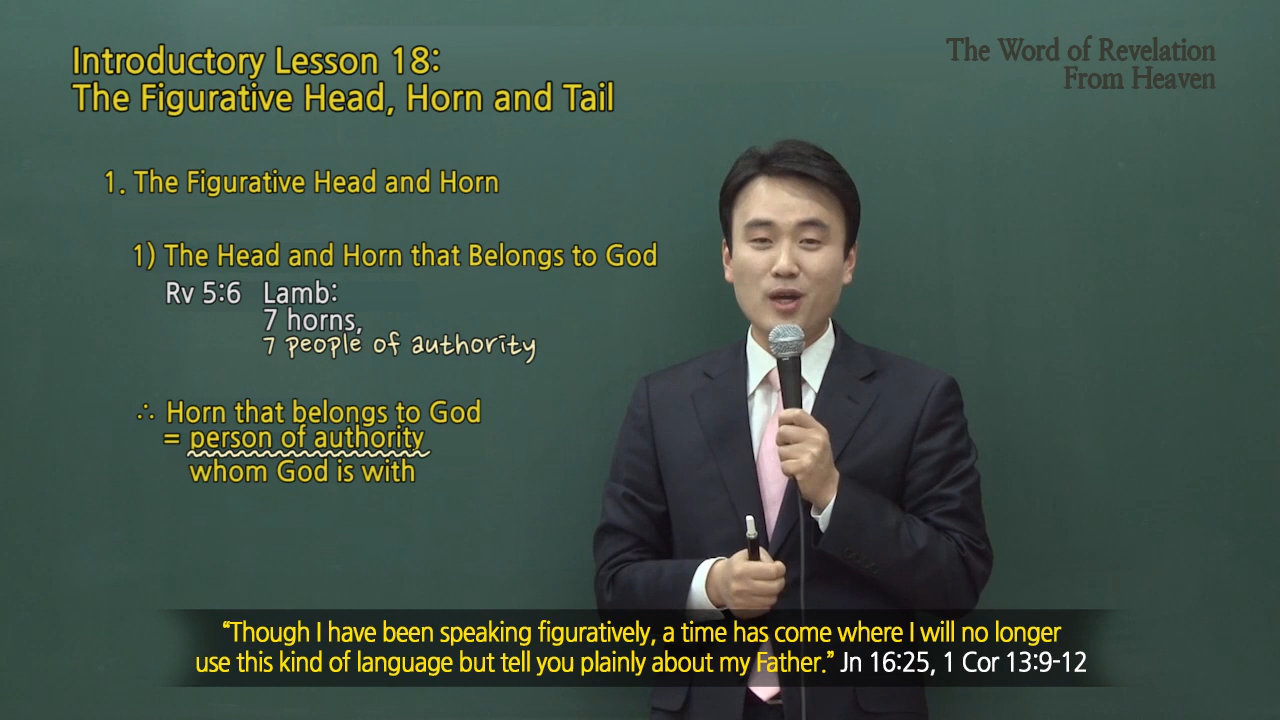 Introductory Lesson 18:
The Figurative Head, Horn and Tail
The Word of Revelation
From Heaven
1. The Figurative Head and Horn
1) The Head and Horn that Belongs to God
Rv 5:6 Lamb:
7 horns,
7 people of authority
∴ Horn that belongs to God
= person of authority
whom God is with
“Though I have been speaking figuratively, a time has come where I will no longer
use this kind of language but tell you plainly about my Father.” Jn 16:25, 1 Cor 13:9-12